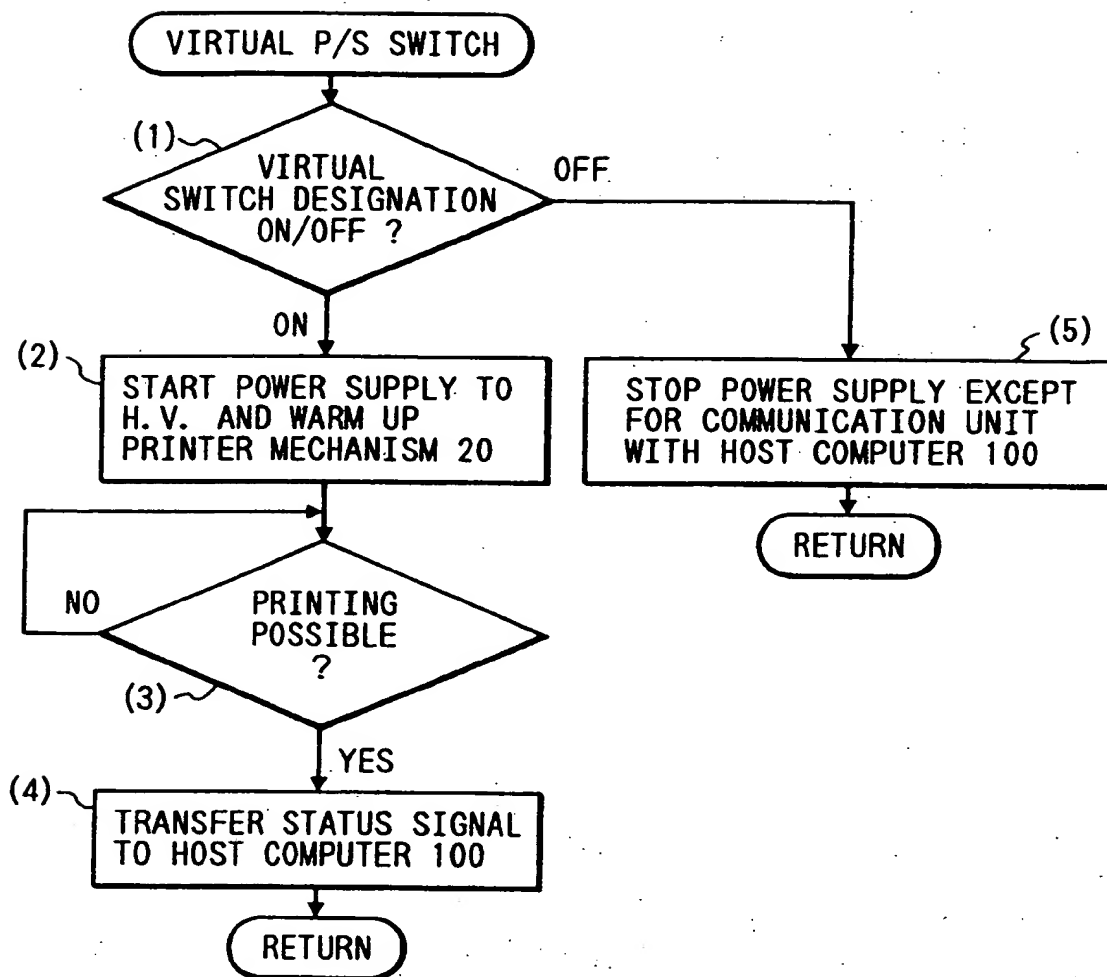 VIRTUAL P/S SWITCH
(1)
VIRTUAL
SWITCH DESIGNATION
ON/OFF ?
OFF
ON
(2)
START POWER SUPPLY TO
H.V. AND WARM UP
PRINTER MECHANISM 20
(5)
STOP POWER SUPPLY EXCEPT
FOR COMMUNICATION UNIT
WITH HOST COMPUTER 100
RETURN
NO
PRINTING
POSSIBLE
?
(3)
YES
(4)
TRANSFER STATUS SIGNAL
TO HOST COMPUTER 100
RETURN